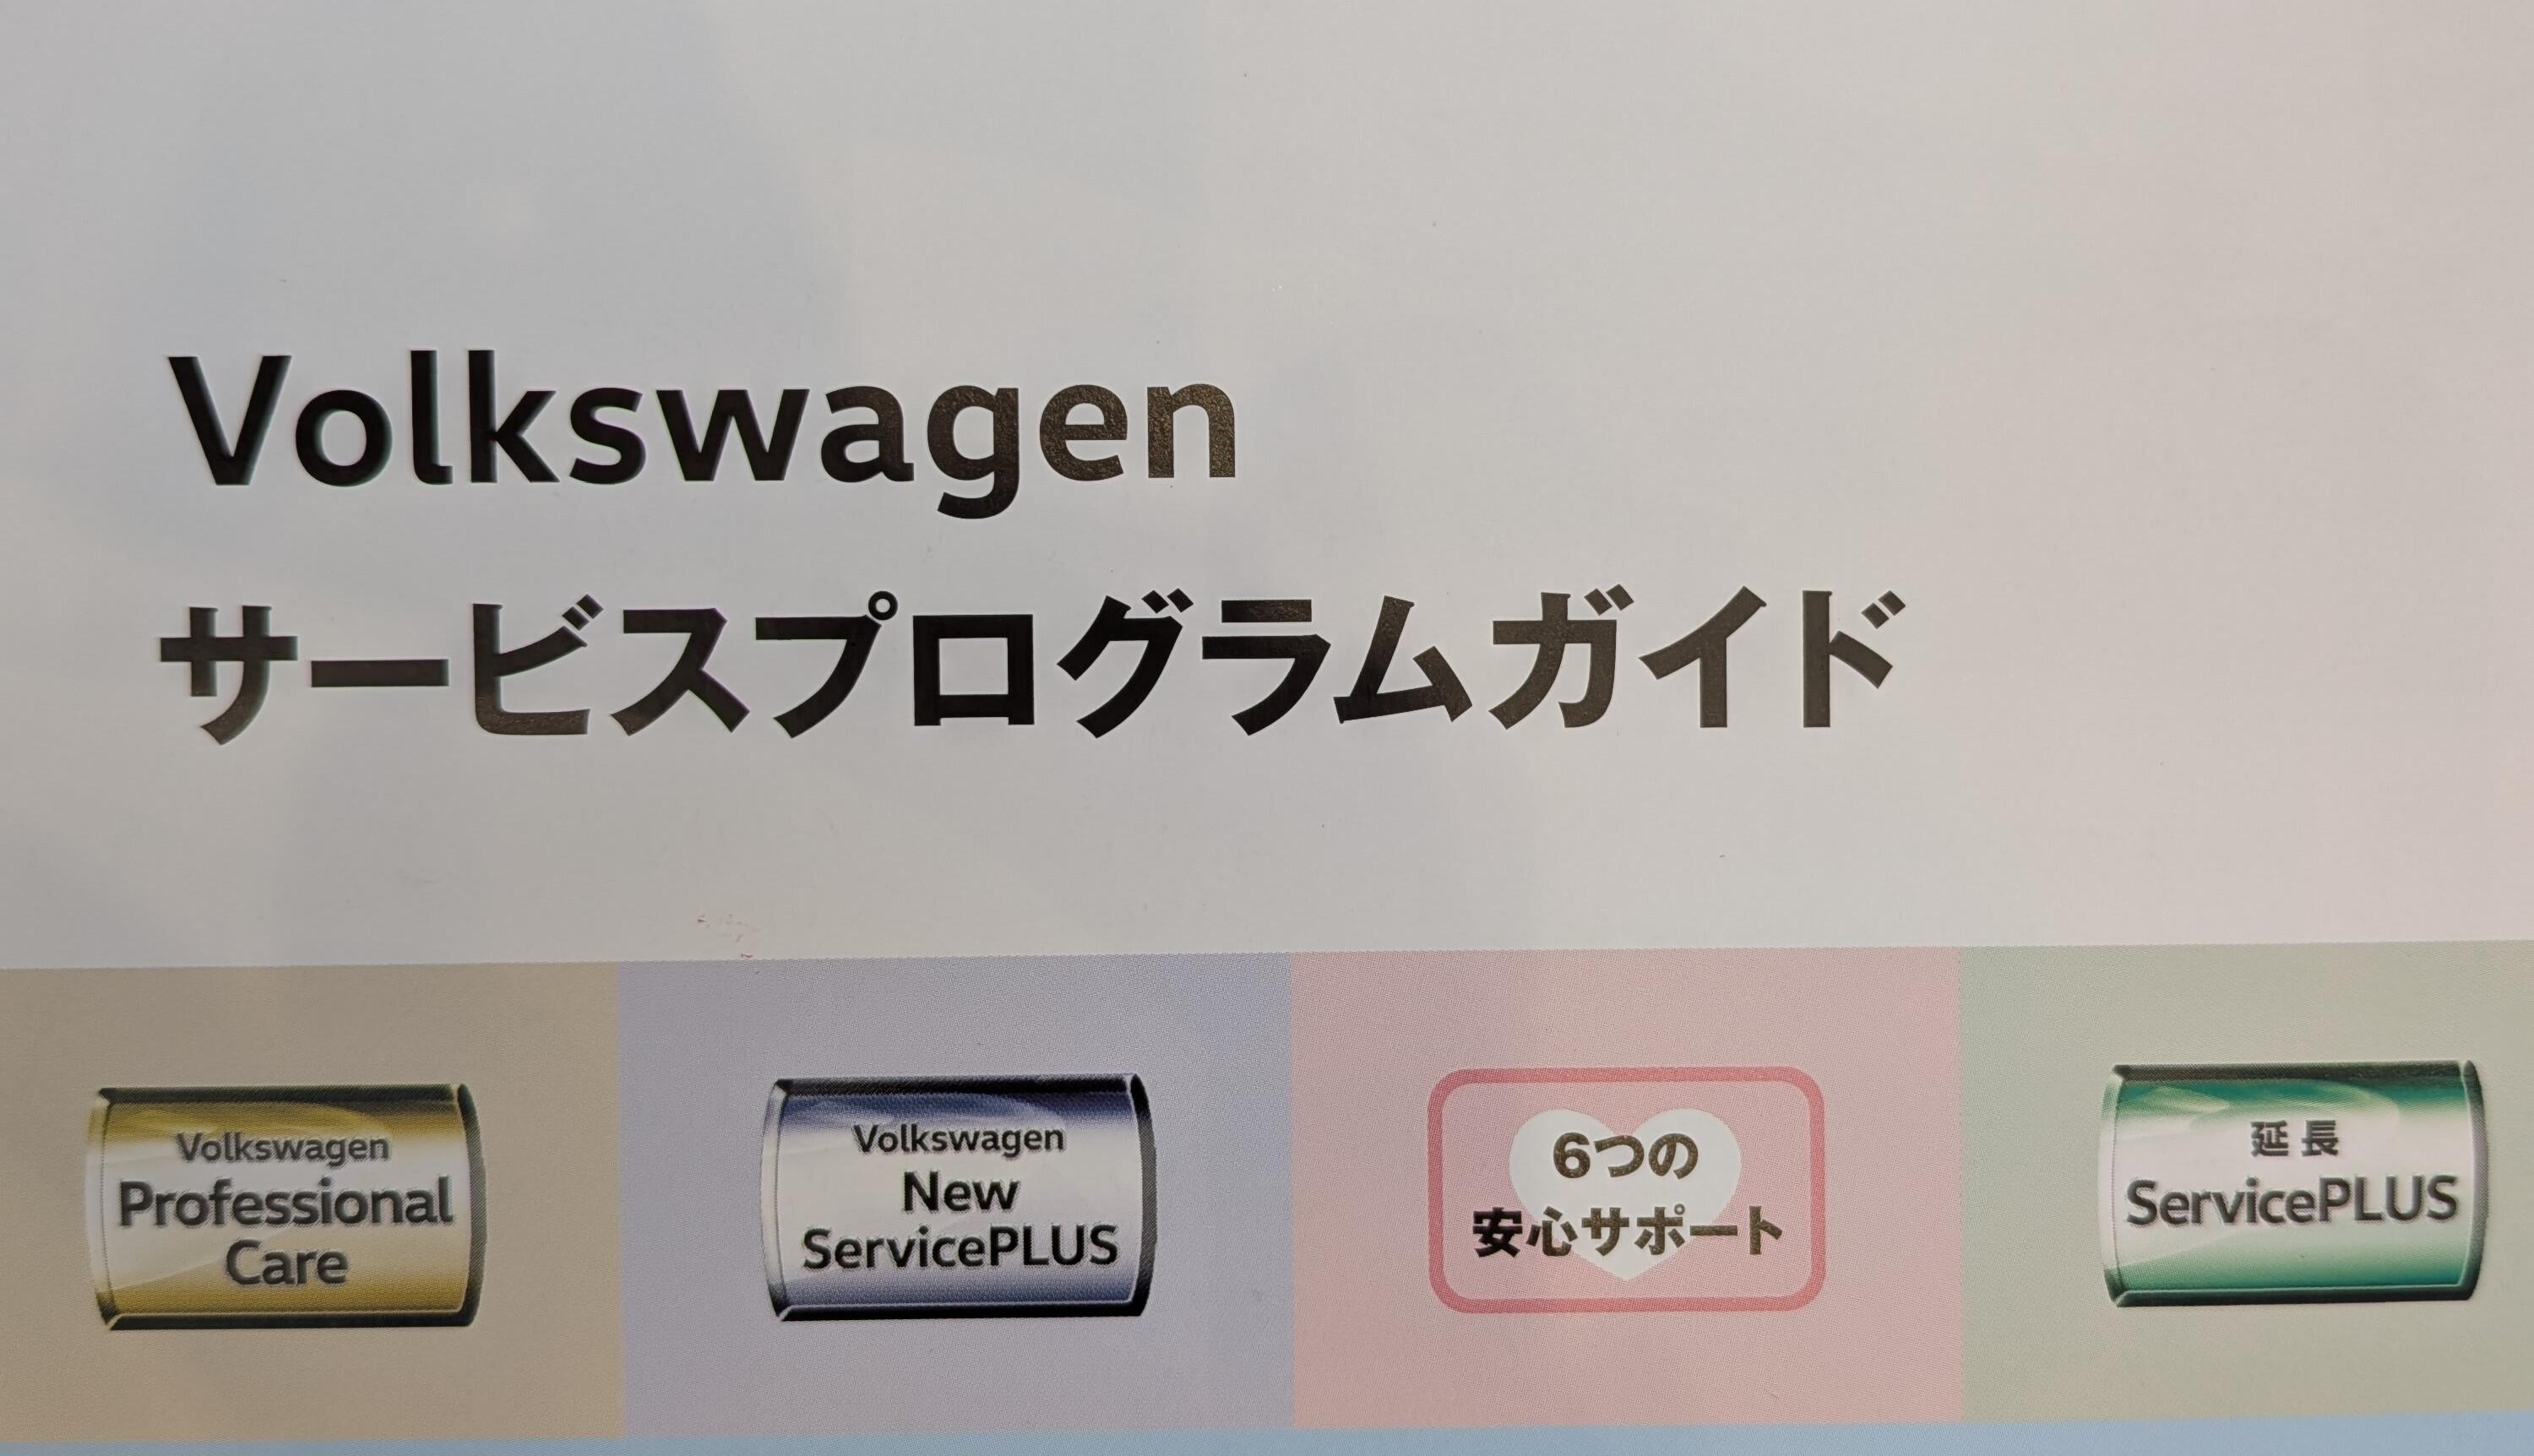 Volkswagen
サービスプログラムガイド
Volkswagen
Professional
Care
Volkswagen
New
ServicePLUS
6つの
安心サポート
延長
ServicePLUS